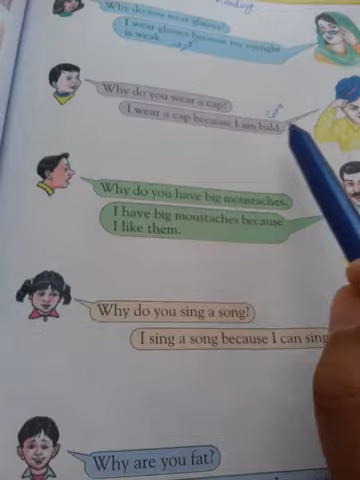 Why do you wear glasses?
I wear glasses because my eyesight
is weak.
Why do you wear a cap?
I wear a cap because I am bald.
Why do you have big moustaches.
I have big moustaches because
I like them.
Why do you sing a song?
I sing a song because I can sing
Why are you fat?